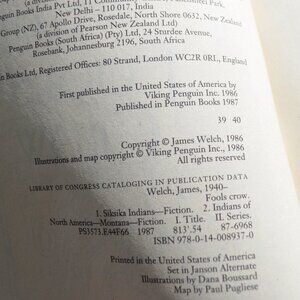 Penguin Books India Pvt Ltd, 11 Community
New Delhi – 110 017, India
Group (NZ), 67 Apollo Drive, Rosedale, North Shore 0632, New Zealand
(a division of Pearson New Zealand Ltd)
Penguin Books (South Africa) (Pty) Ltd, 24 Sturdee Avenue,
Rosebank, Johannesburg 2196, South Africa
Books Ltd, Registered Offices: 80 Strand, London WC2R 0RL, England
First published in the United States of America by
Viking Penguin Inc. 1986
Published in Penguin Books 1987
39 40
Copyright © James Welch, 1986
Illustrations and map copyright © Viking Penguin Inc., 1986
All rights reserved
LIBRARY OF CONGRESS CATALOGING IN PUBLICATION DATA
Welch, James, 1940–
Fools crow.
1. Siksika Indians—Fiction. 2. Indians of
North America—Montana—Fiction. I. Title. II. Series.
PS3573.E44F66 1987 813'.54 87-6968
ISBN 978-0-14-008937-0
Printed in the United States of America
Set in Janson Alternate
Illustrations by Dana Boussard
Map by Paul Pugliese